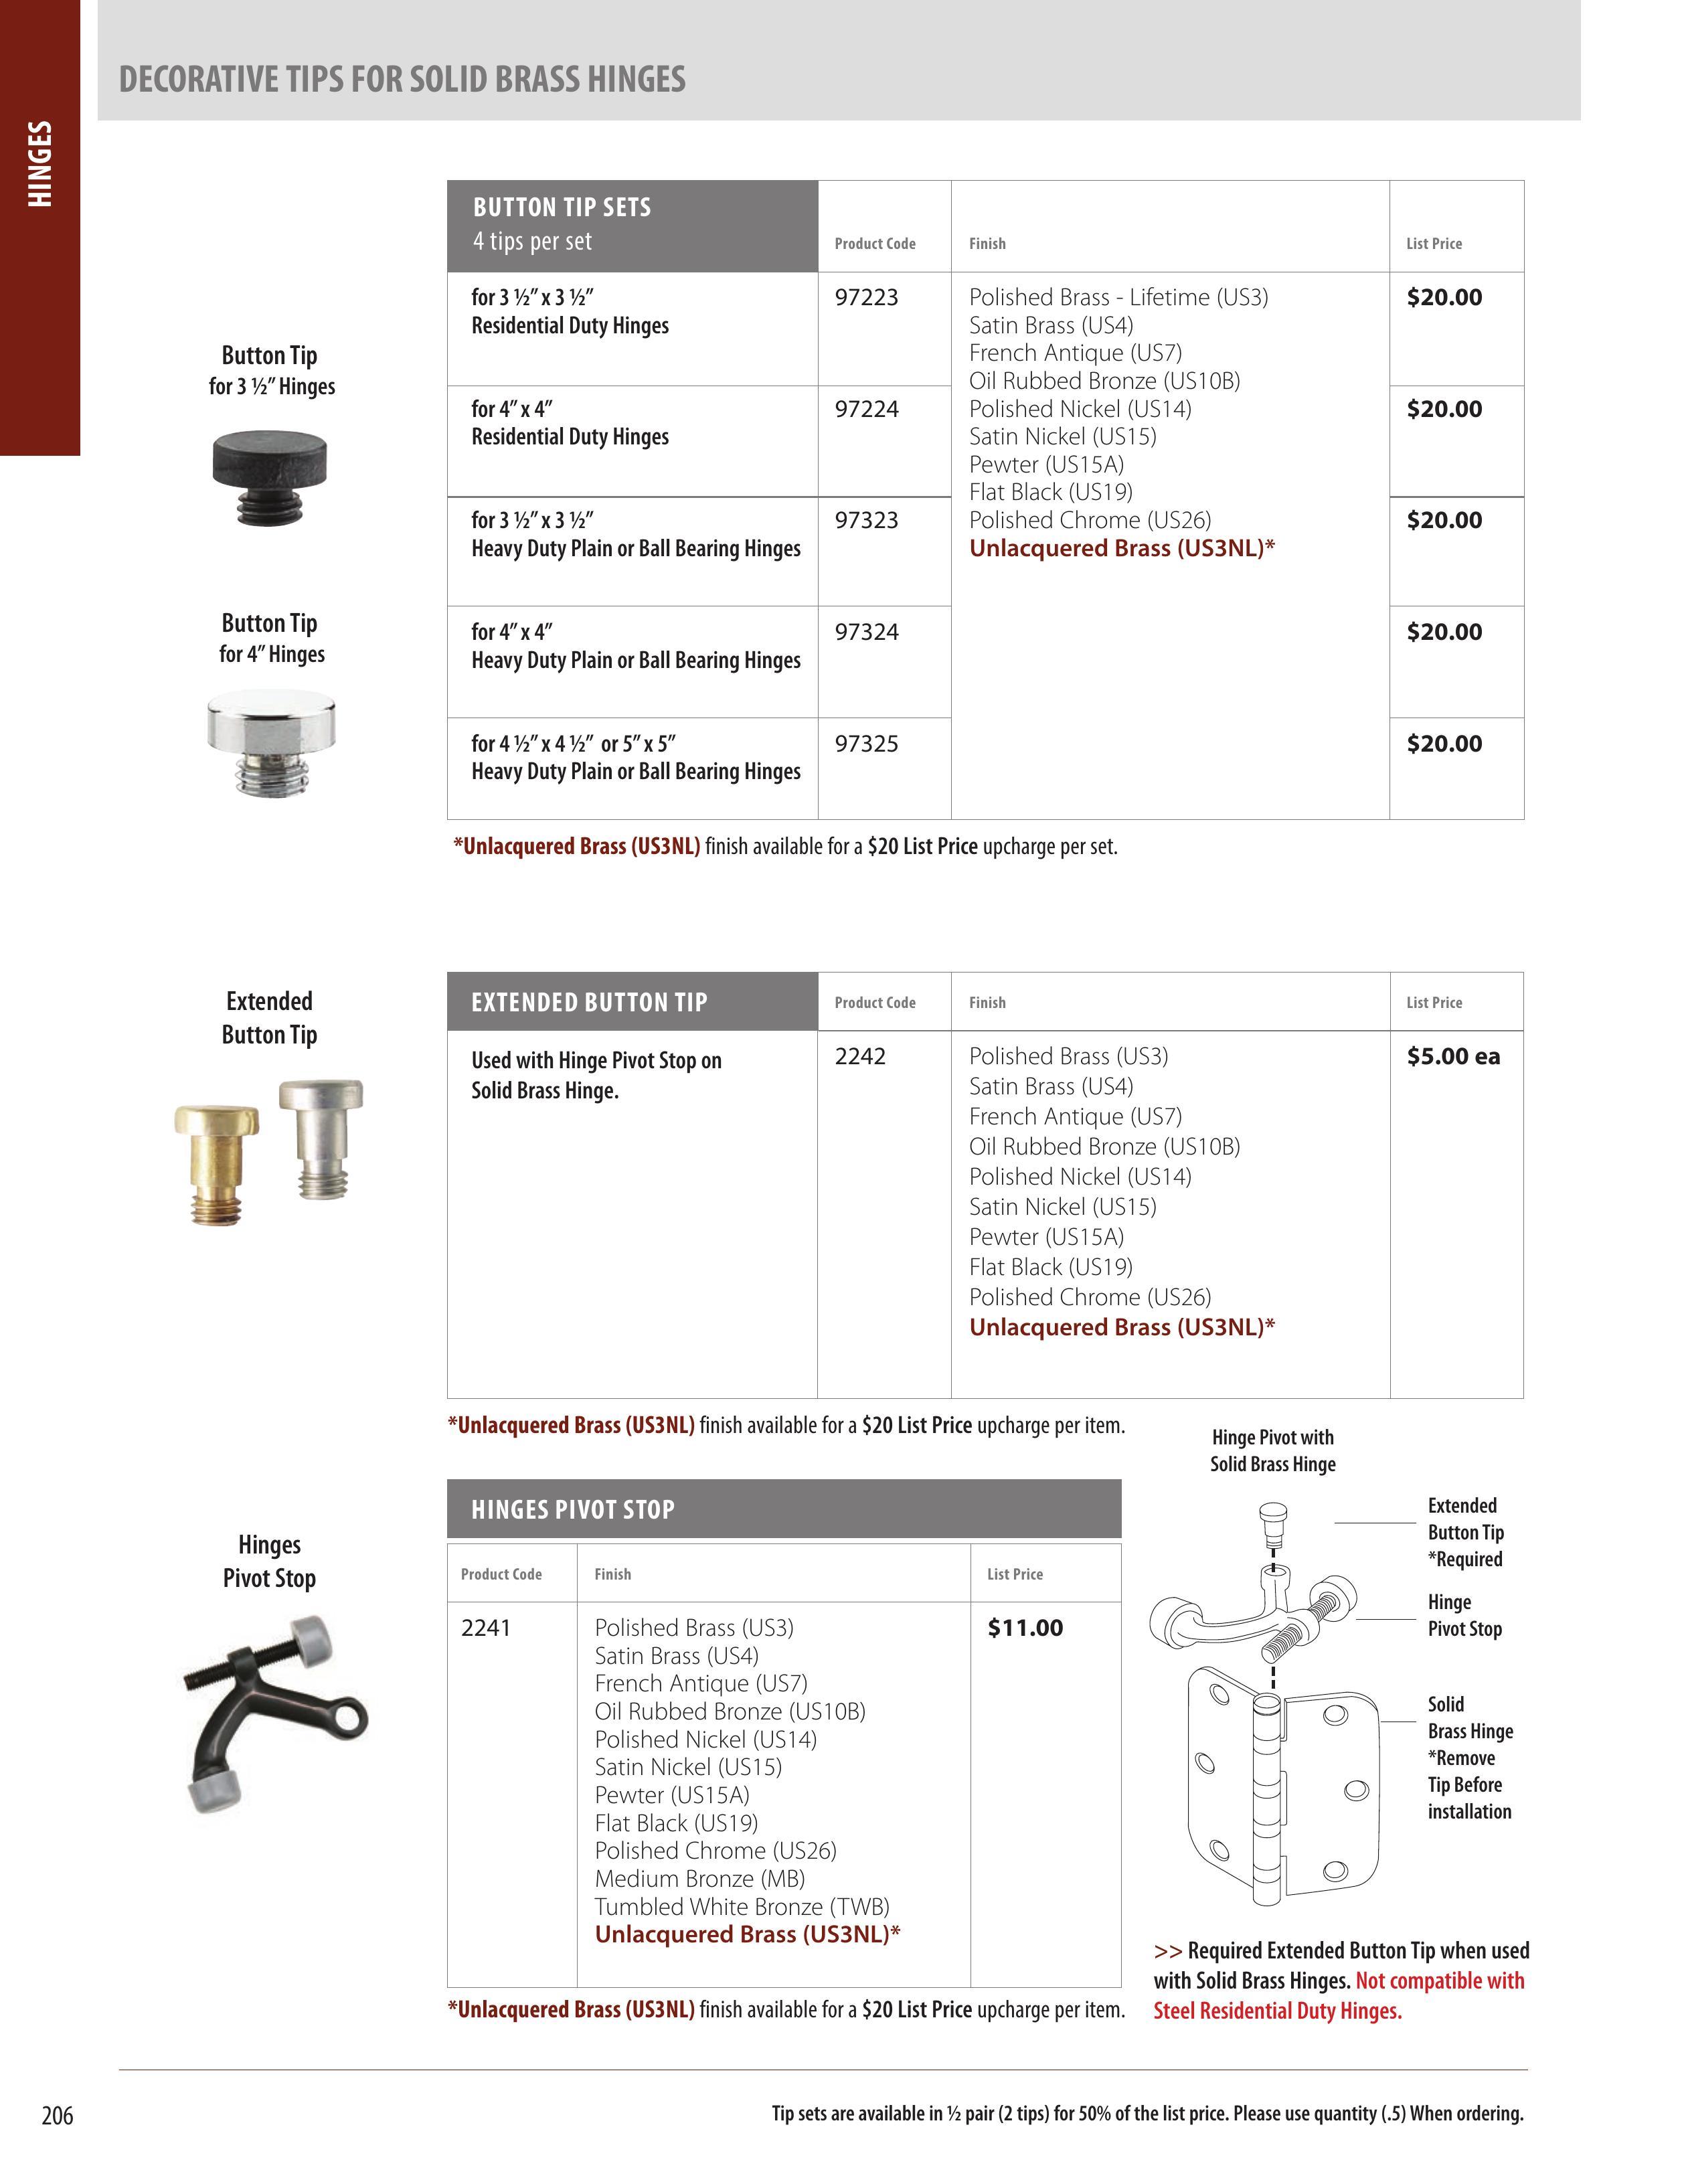 DECORATIVE TIPS FOR SOLID BRASS HINGES
HINGES
BUTTON TIP SETS
4 tips per set
Product Code
Finish
List Price
for 3 ½” x 3 ½”
Residential Duty Hinges
97223
Polished Brass - Lifetime (US3)
Satin Brass (US4)
French Antique (US7)
Oil Rubbed Bronze (US10B)
Polished Nickel (US14)
Satin Nickel (US15)
Pewter (US15A)
Flat Black (US19)
Polished Chrome (US26)
Unlacquered Brass (US3NL)*
$20.00
for 4” x 4”
Residential Duty Hinges
97224
$20.00
for 3 ½” x 3 ½”
Heavy Duty Plain or Ball Bearing Hinges
97323
$20.00
for 4” x 4”
Heavy Duty Plain or Ball Bearing Hinges
97324
$20.00
for 4 ½” x 4 ½” or 5” x 5”
Heavy Duty Plain or Ball Bearing Hinges
97325
$20.00
Button Tip
for 3 ½” Hinges
Button Tip
for 4” Hinges
*Unlacquered Brass (US3NL) finish available for a $20 List Price upcharge per set.
Extended
Button Tip
EXTENDED BUTTON TIP
Product Code
Finish
List Price
Used with Hinge Pivot Stop on
Solid Brass Hinge.
2242
Polished Brass (US3)
Satin Brass (US4)
French Antique (US7)
Oil Rubbed Bronze (US10B)
Polished Nickel (US14)
Satin Nickel (US15)
Pewter (US15A)
Flat Black (US19)
Polished Chrome (US26)
Unlacquered Brass (US3NL)*
$5.00 ea
*Unlacquered Brass (US3NL) finish available for a $20 List Price upcharge per item.
Hinges
Pivot Stop
HINGES PIVOT STOP
Product Code
Finish
List Price
2241
Polished Brass (US3)
Satin Brass (US4)
French Antique (US7)
Oil Rubbed Bronze (US10B)
Polished Nickel (US14)
Satin Nickel (US15)
Pewter (US15A)
Flat Black (US19)
Polished Chrome (US26)
Medium Bronze (MB)
Tumbled White Bronze (TWB)
Unlacquered Brass (US3NL)*
$11.00
*Unlacquered Brass (US3NL) finish available for a $20 List Price upcharge per item.
Hinge Pivot with
Solid Brass Hinge
Extended
Button Tip
*Required
Hinge
Pivot Stop
Solid
Brass Hinge
*Remove
Tip Before
installation
>> Required Extended Button Tip when used
with Solid Brass Hinges. Not compatible with
Steel Residential Duty Hinges.
206
Tip sets are available in ½ pair (2 tips) for 50% of the list price. Please use quantity (.5) When ordering.